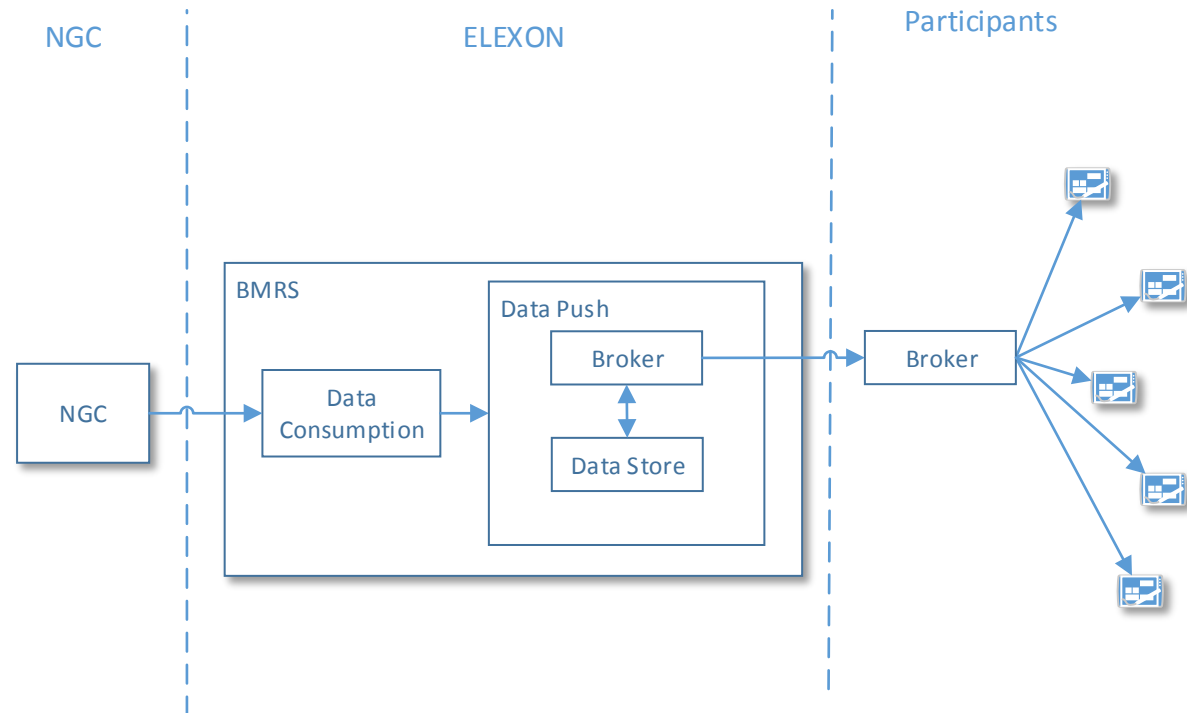 NGC
ELEXON
Participants
BMRS
Data Push
Broker
Broker
NGC
Data
Consumption
Data Store